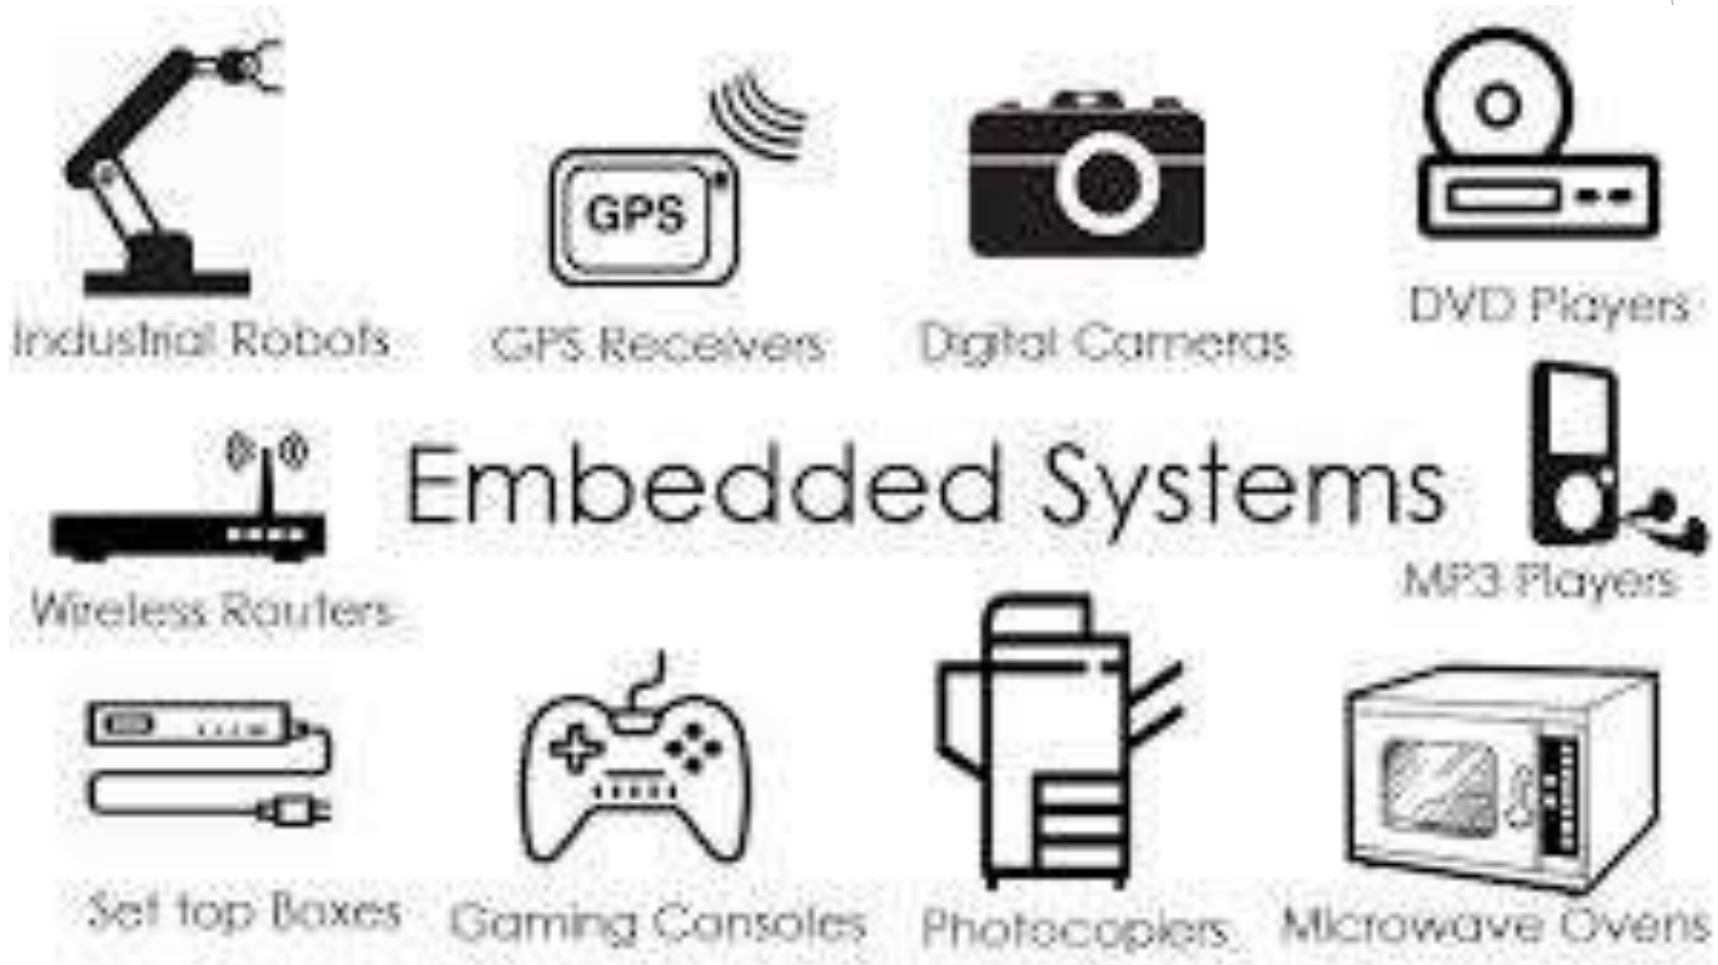 GPS
Industrial Robots
GPS Receivers
Digital Cameras
DVD Players
Embedded Systems
Wireless Routers
MP3 Players
Set top Boxes
Gaming Consoles
Photocopiers
Microwave Ovens